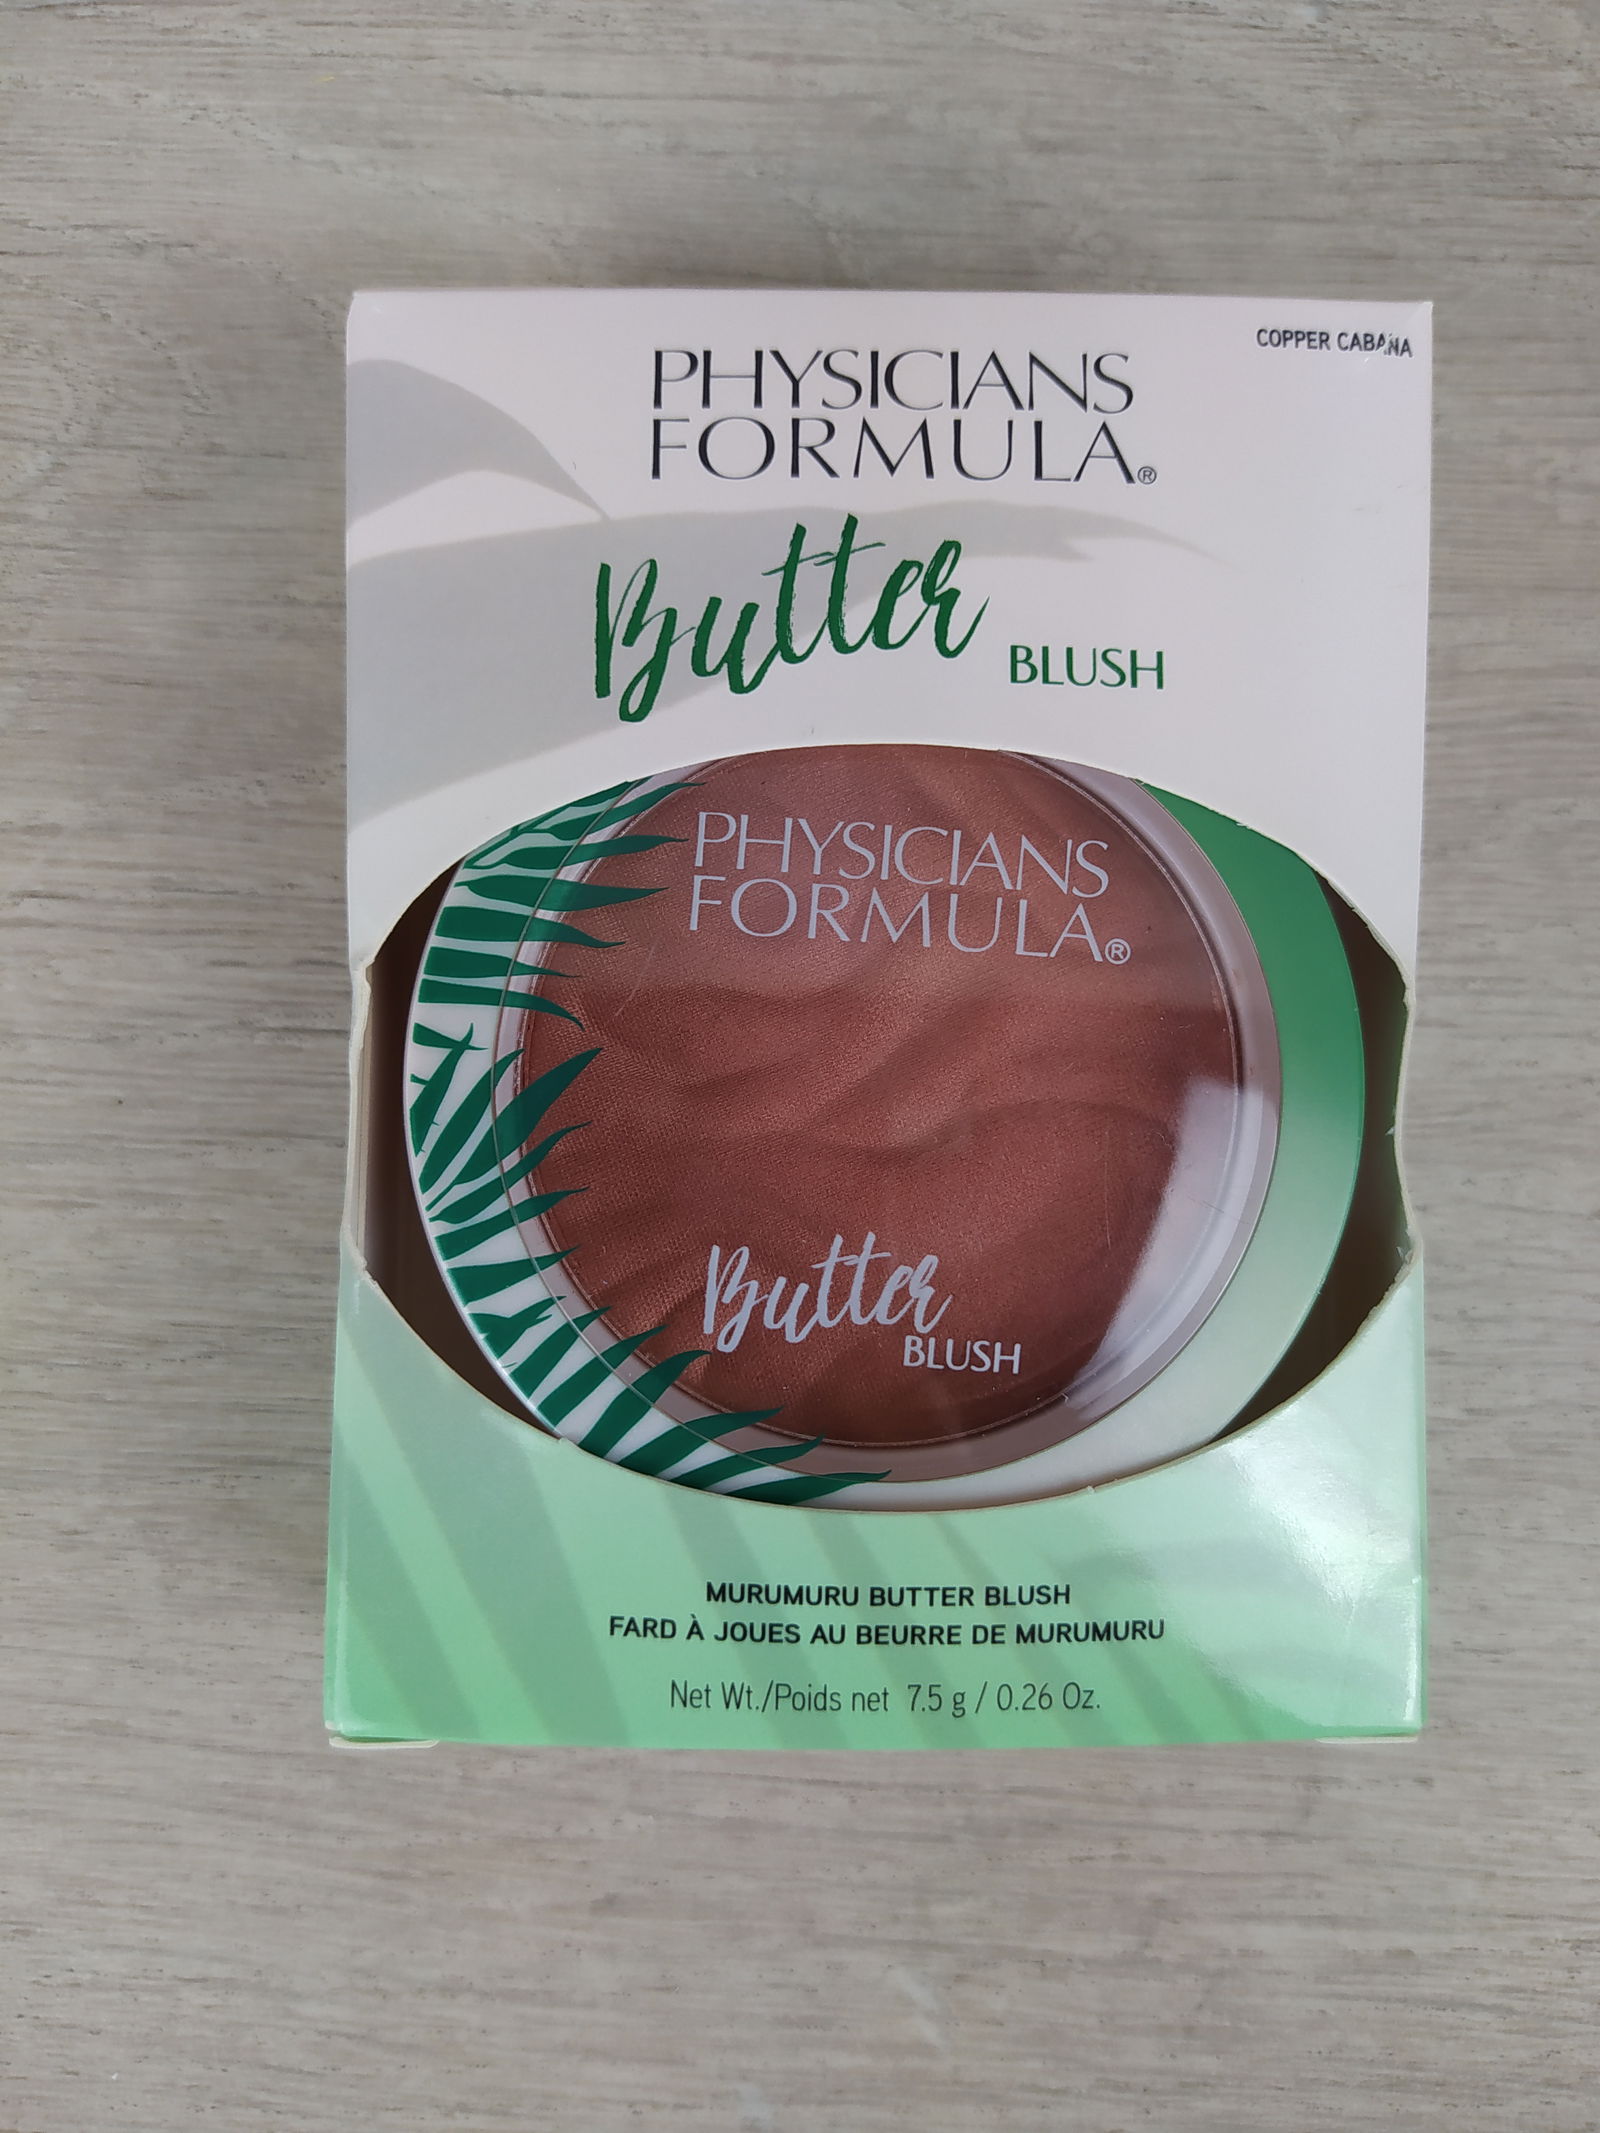 COPPER CABANA
PHYSICIANS
FORMULA®
Butter BLUSH
PHYSICIANS
FORMULA®
Butter
BLUSH
MURUMURU BUTTER BLUSH
FARD À JOUES AU BEURRE DE MURUMURU
Net Wt./Poids net 7.5 g / 0.26 Oz.